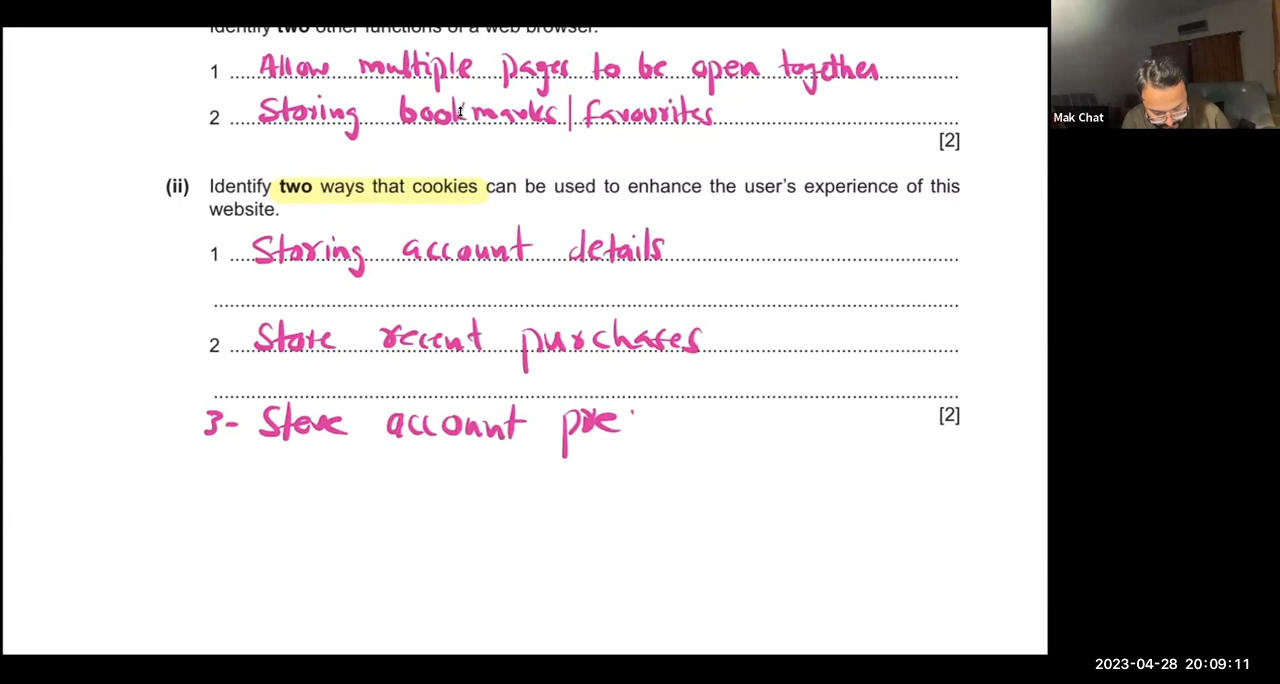 Identify two other functions of a web browser.
1 Allow multiple pages to be open together
2 Storing bookmarks | favourites
[2]
(ii) Identify two ways that cookies can be used to enhance the user's experience of this
website.
1 Storing account details
2 Store recent purchases
[2]
3- Store account pre
Mak Chat
2023-04-28 20:09:11